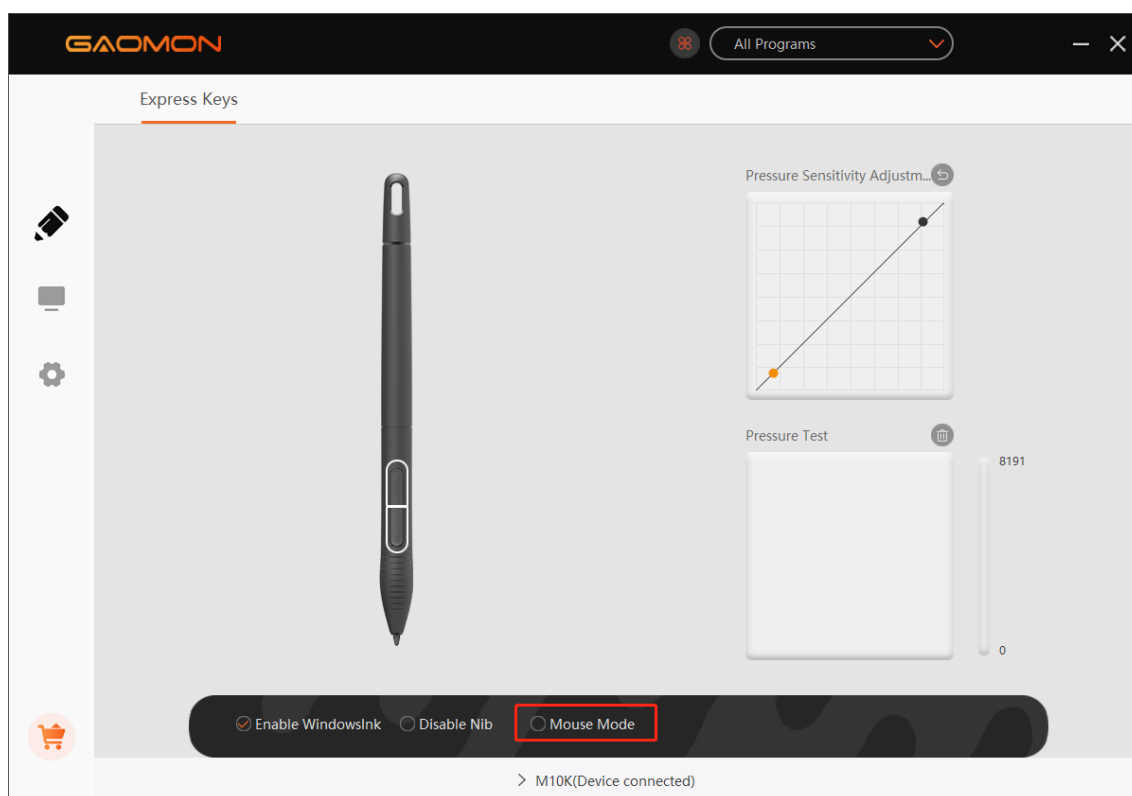 GAOMON
All Programs
Express Keys
Pressure Sensitivity Adjustm...
Pressure Test
8191
0
Enable WindowsInk
Disable Nib
Mouse Mode
M10K(Device connected)